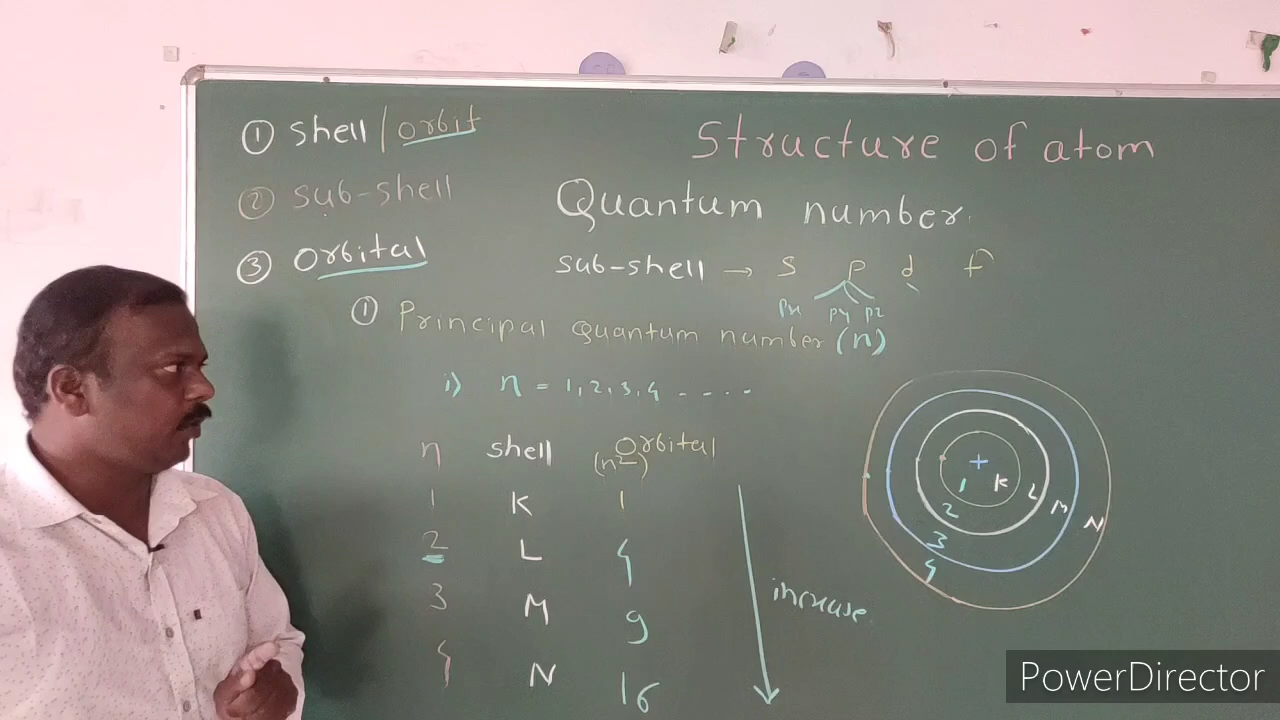 ① Shell / orbit
Structure of atom
② Sub-shell
Quantum number.
③ Orbital
sub-shell → s p d f
px py pz
① Principal Quantum number (n)
i) n = 1, 2, 3, 4 - - - -
n shell Orbital
(n²)
1 K 1
2 L 4
3 M 9
4 N 16
increase
+
1 K
2 L
3 M
4 N
PowerDirector